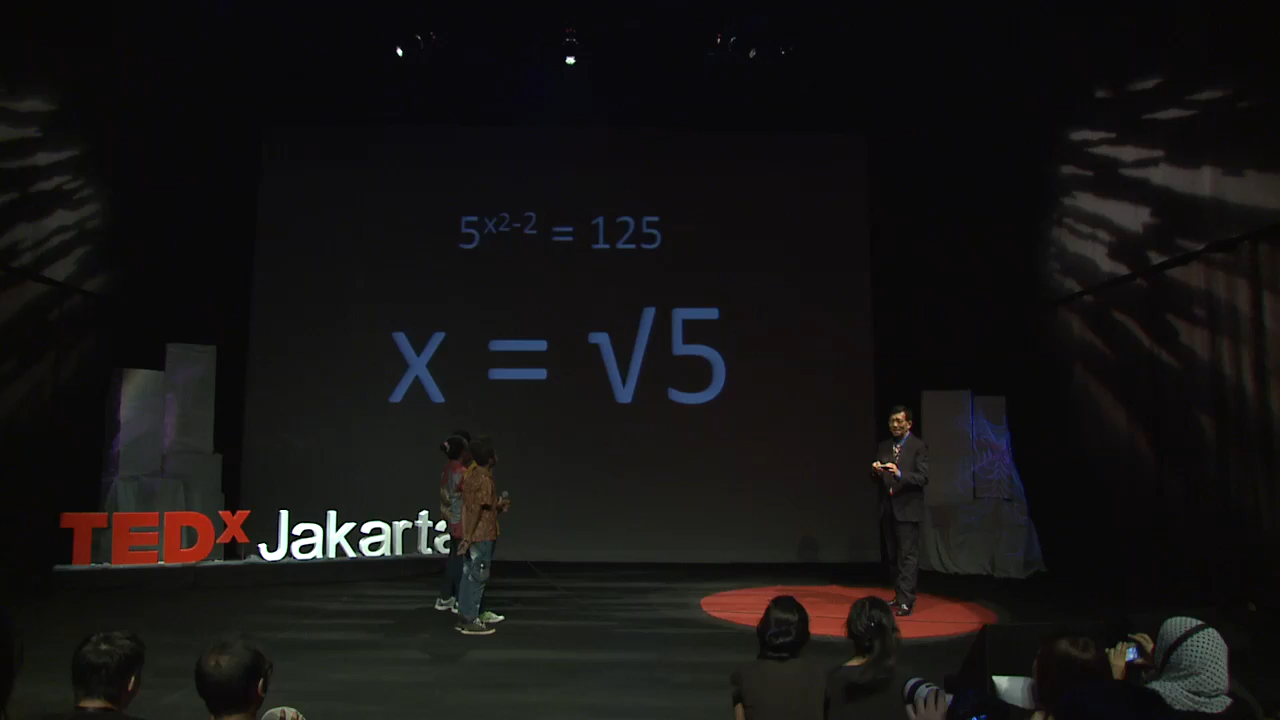 5^{x2-2} = 125
x = √5
TEDx Jakarta